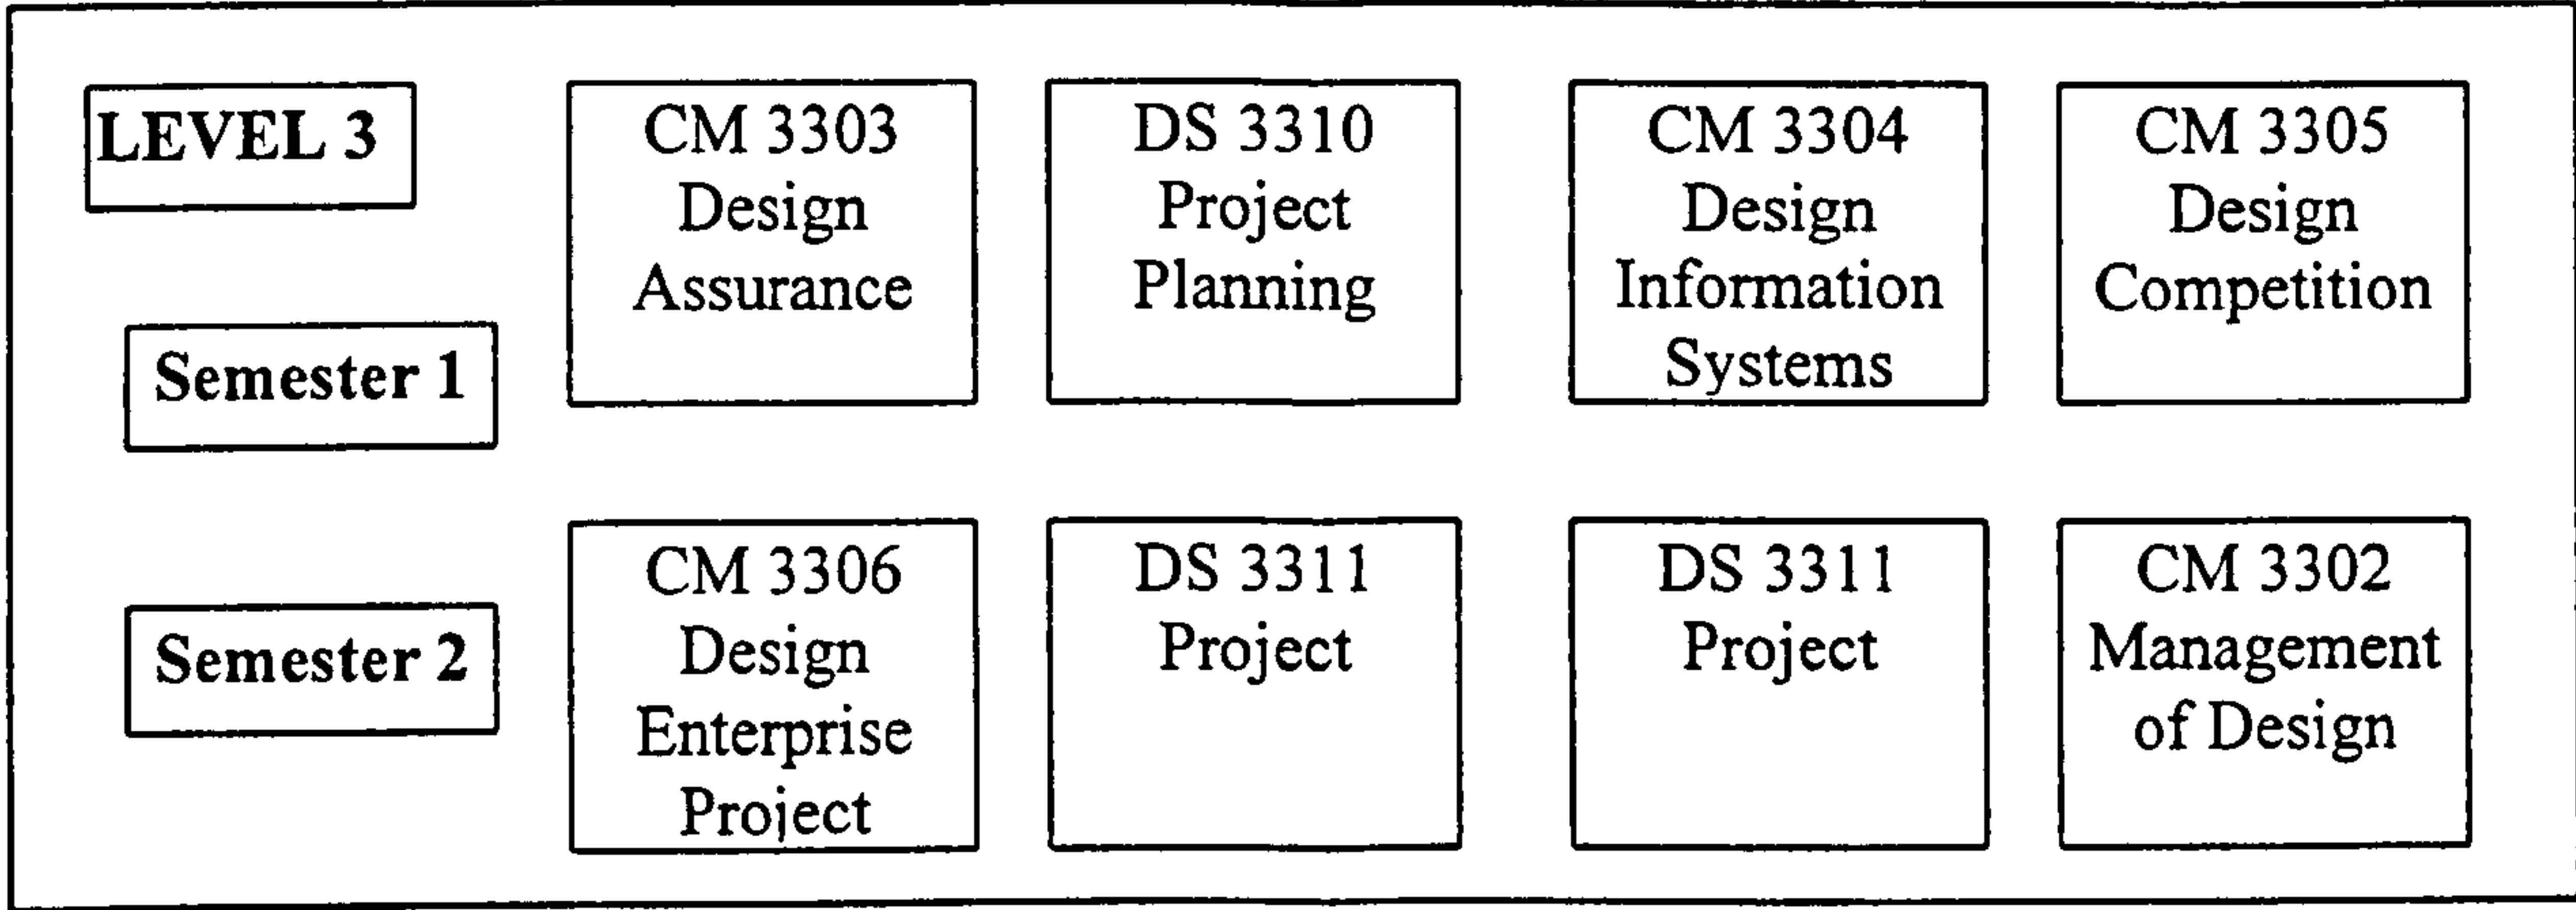 LEVEL 3
CM 3303
Design
Assurance
DS 3310
Project
Planning
CM 3304
Design
Information
Systems
CM 3305
Design
Competition
Semester 1
CM 3306
Design
Enterprise
Project
DS 3311
Project
DS 3311
Project
CM 3302
Management
of Design
Semester 2